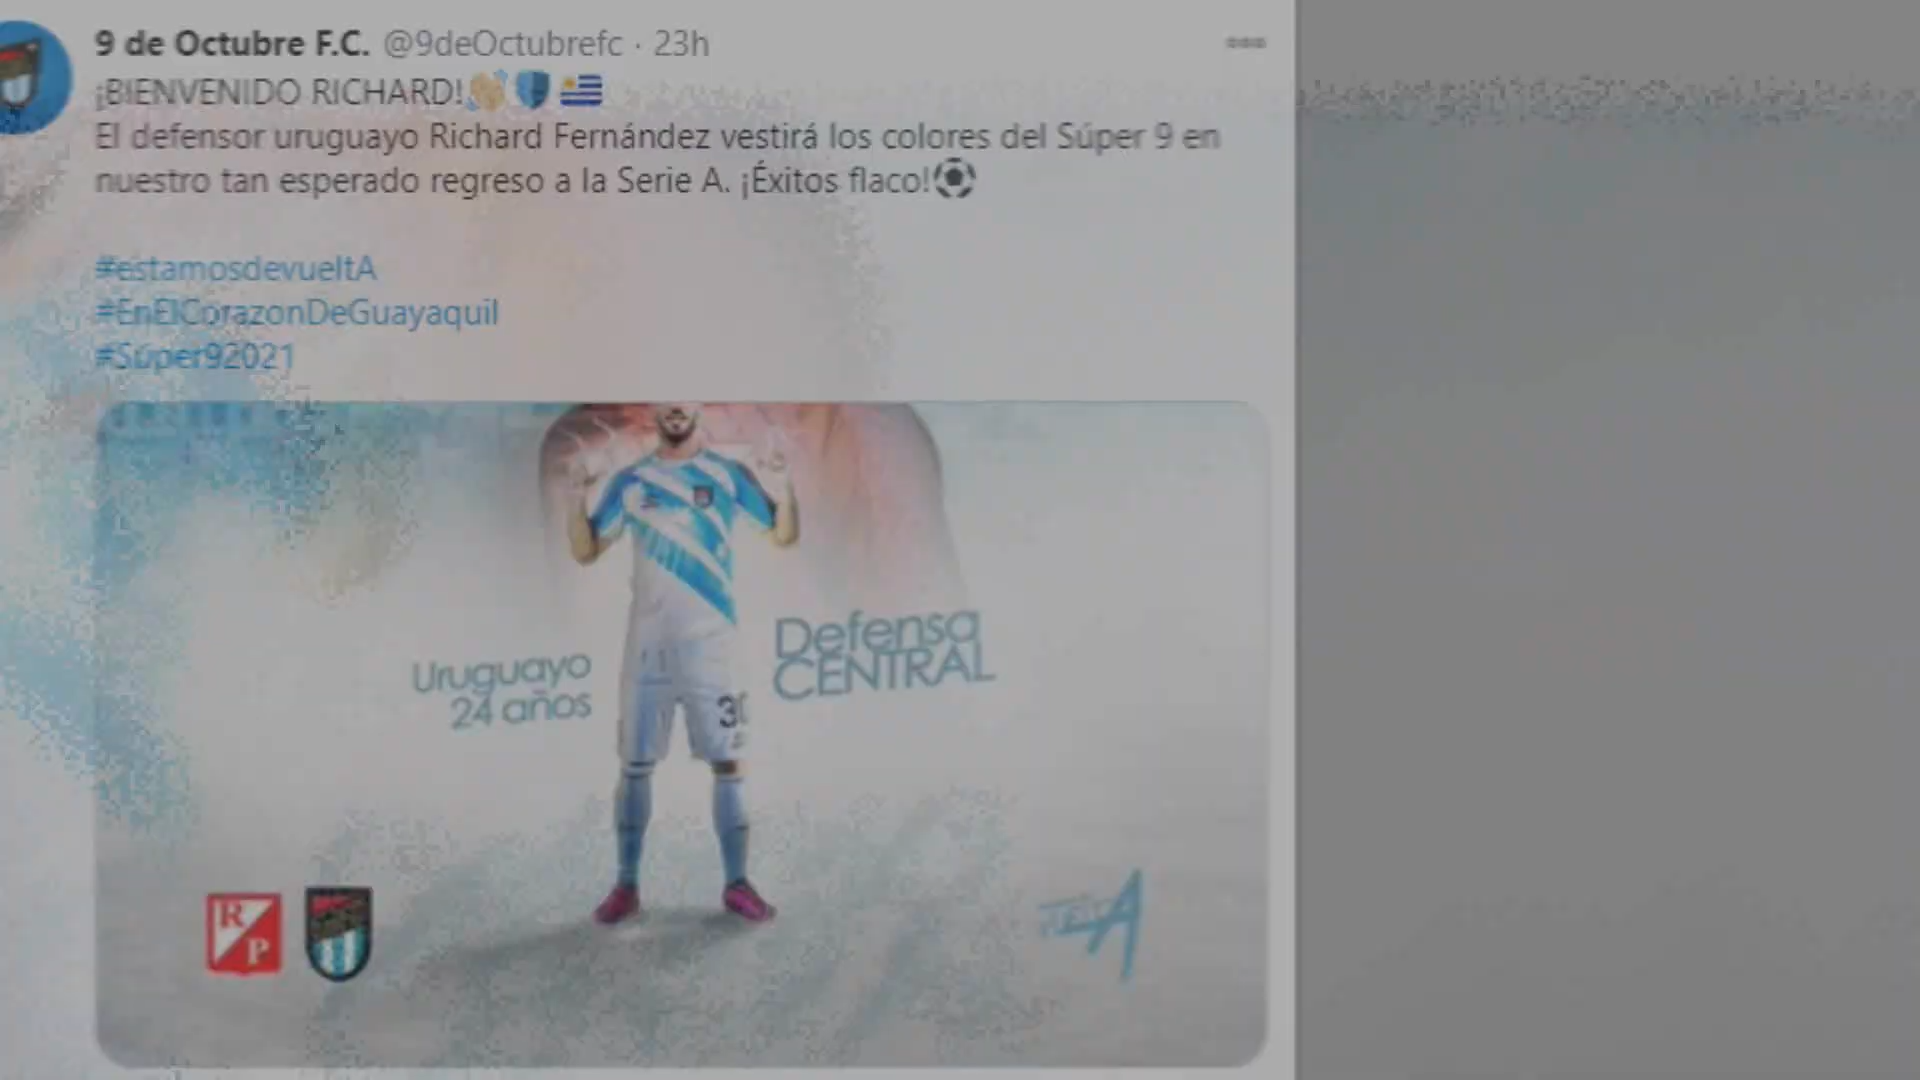 9 de Octubre F.C. @9deOctubrefc · 23h
¡BIENVENIDO RICHARD!
El defensor uruguayo Richard Fernández vestirá los colores del Súper 9 en
nuestro tan esperado regreso a la Serie A. ¡Éxitos flaco!
#estamosdevueltA
#EnElCorazonDeGuayaquil
#Súper92021
Uruguayo
24 años
Defensa
CENTRAL
30
R
P